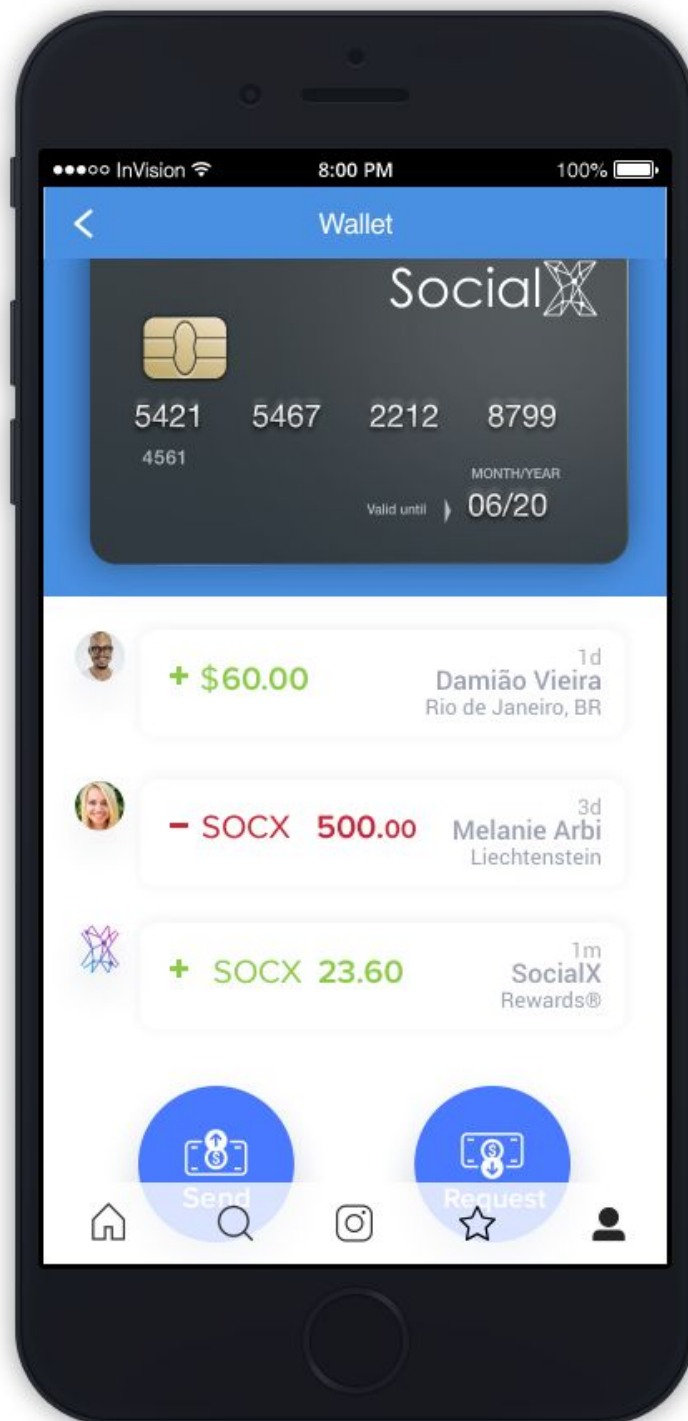 InVision 8:00 PM 100%
Wallet
SocialX
5421 5467 2212 8799
4561
MONTH/YEAR
Valid until 06/20
1d
+ $60.00 Damião Vieira
Rio de Janeiro, BR
3d
- SOCX 500.00 Melanie Arbi
Liechtenstein
1m
+ SOCX 23.60 SocialX
Rewards®
Send Request